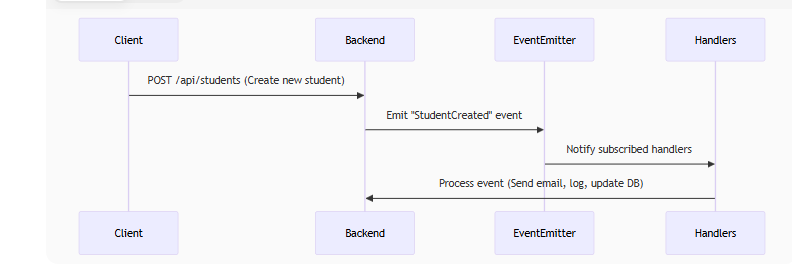 Client Backend EventEmitter Handlers
POST /api/students (Create new student)
Emit "StudentCreated" event
Notify subscribed handlers
Process event (Send email, log, update DB)
Client Backend EventEmitter Handlers